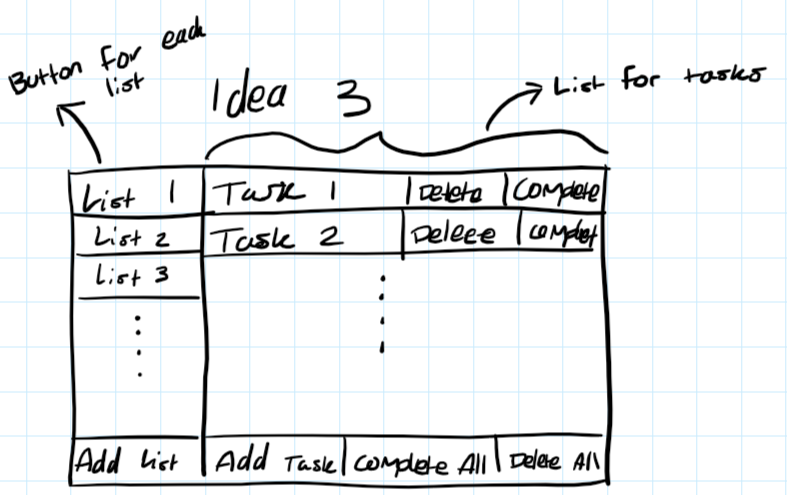 Button for each
list
Idea 3
List for tasks
List 1 Task 1 Delete Complete
List 2 Task 2 Delete Complet
List 3
Add list Add Task Complete All Delete All